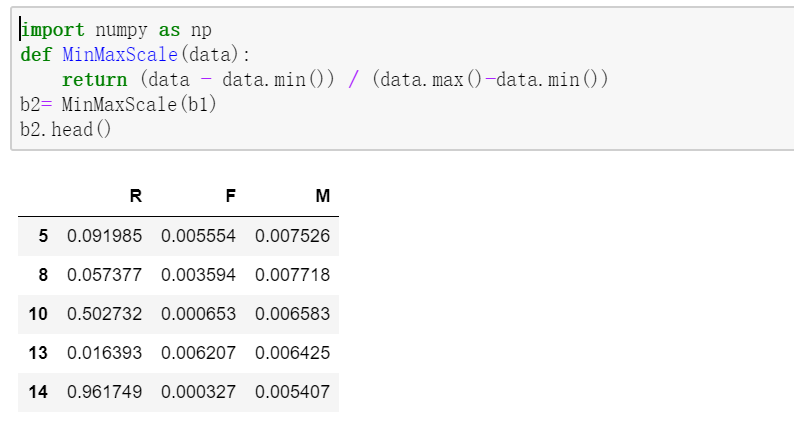 import numpy as np
def MinMaxScale(data):
    return (data - data.min()) / (data.max()-data.min())
b2= MinMaxScale(b1)
b2.head()
R F M
5 0.091985 0.005554 0.007526
8 0.057377 0.003594 0.007718
10 0.502732 0.000653 0.006583
13 0.016393 0.006207 0.006425
14 0.961749 0.000327 0.005407